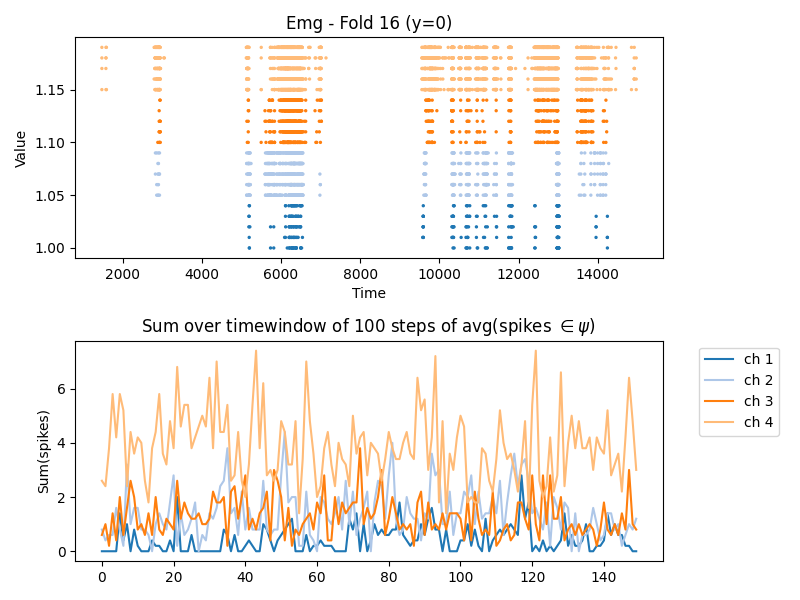 Emg - Fold 16 (y=0)
Value
1.15
1.10
1.05
1.00
2000 4000 6000 8000 10000 12000 14000
Time
Sum over timewindow of 100 steps of avg(spikes ∈ ψ)
Sum(spikes)
6
4
2
0
0 20 40 60 80 100 120 140
ch 1
ch 2
ch 3
ch 4